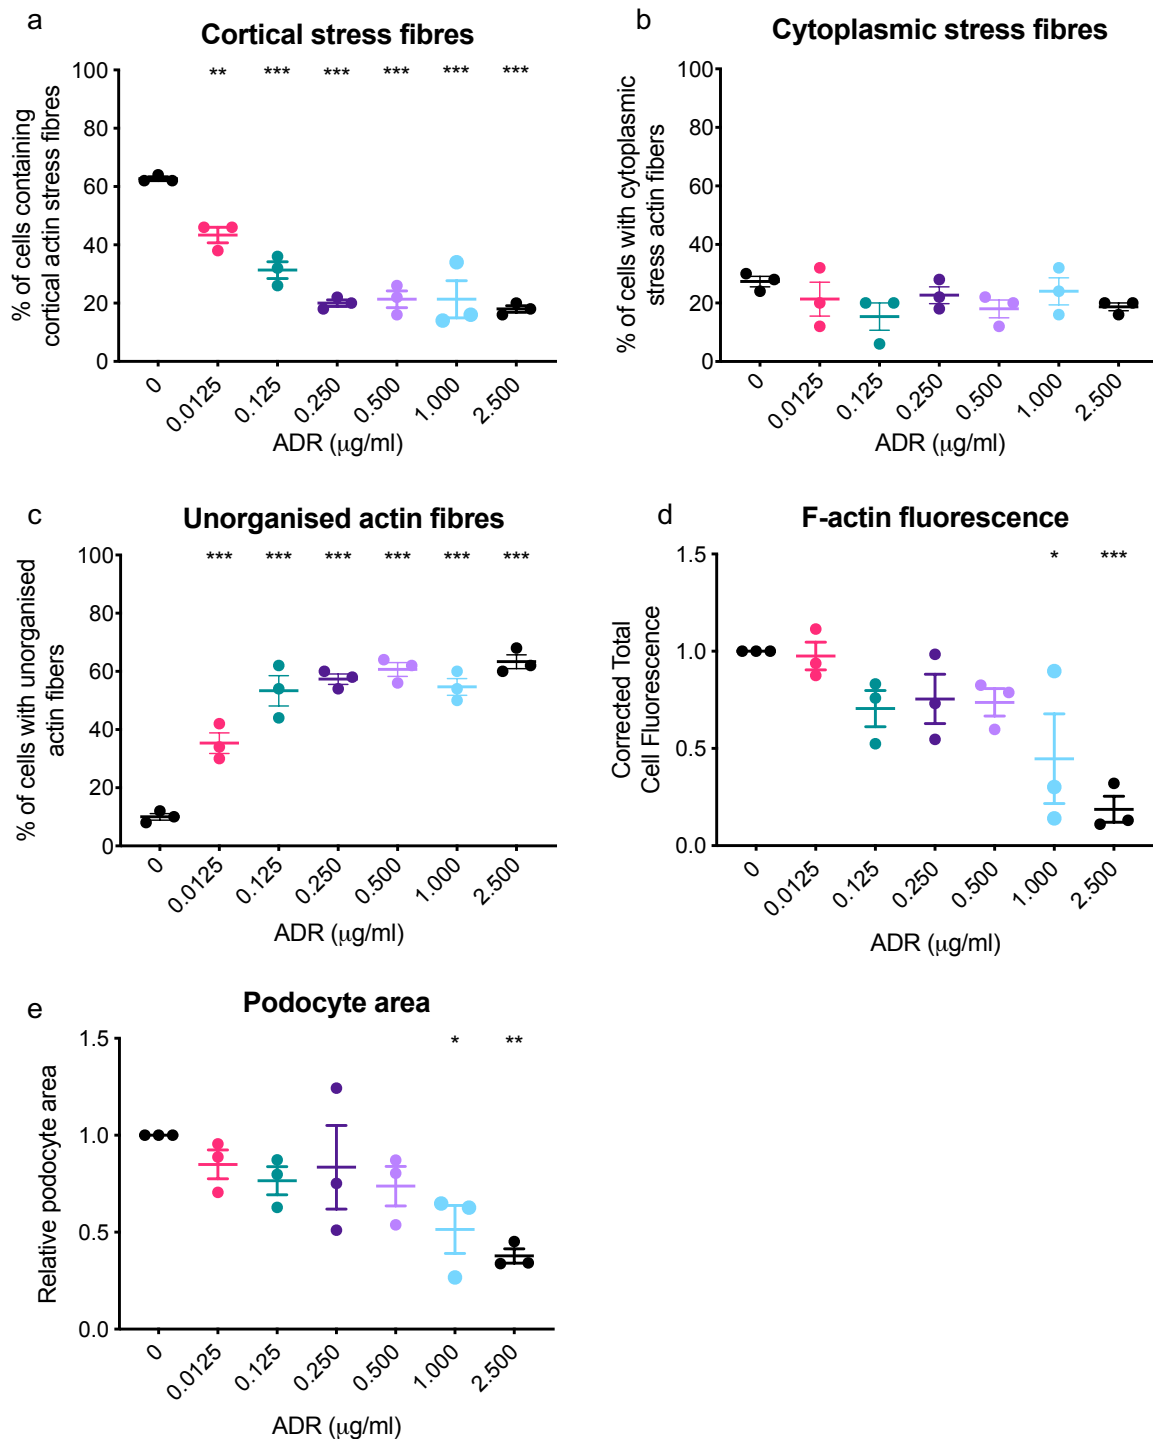 a
Cortical stress fibres
% of cells containing
cortical actin stress fibres
100
80
60
40
20
0
** *** *** *** *** ***
0 0.0125 0.125 0.250 0.500 1.000 2.500
ADR (μg/ml)
b
Cytoplasmic stress fibres
% of cells with cytoplasmic
stress actin fibers
100
80
60
40
20
0
0 0.0125 0.125 0.250 0.500 1.000 2.500
ADR (μg/ml)
c
Unorganised actin fibres
% of cells with unorganised
actin fibers
100
80
60
40
20
0
*** *** *** *** *** ***
0 0.0125 0.125 0.250 0.500 1.000 2.500
ADR (μg/ml)
d
F-actin fluorescence
Corrected Total
Cell Fluorescence
1.5
1.0
0.5
0.0
* ***
0 0.0125 0.125 0.250 0.500 1.000 2.500
ADR (μg/ml)
e
Podocyte area
Relative podocyte area
1.5
1.0
0.5
0.0
* **
0 0.0125 0.125 0.250 0.500 1.000 2.500
ADR (μg/ml)